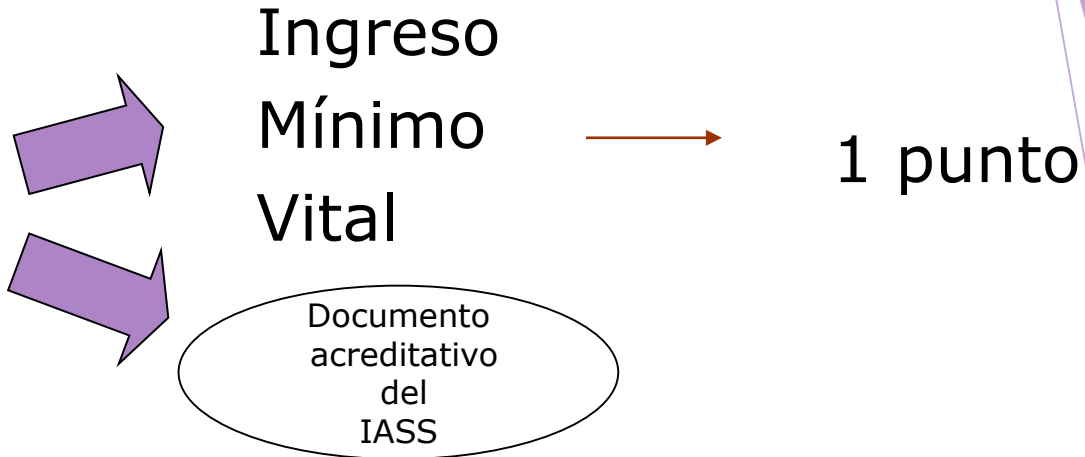 Ingreso
Mínimo
Vital
1 punto
Documento
acreditativo
del
IASS